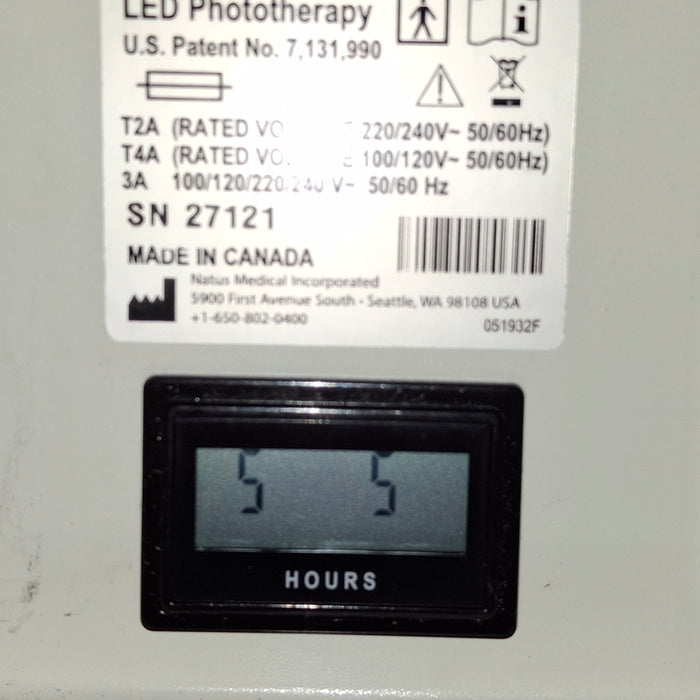 LED Phototherapy
U.S. Patent No. 7,131,990
T2A (RATED VO 220/240V~ 50/60Hz)
T4A (RATED VO. E 100/120V~ 50/60Hz)
3A 100/120/220/240 V~ 50/60 Hz
SN 27121
MADE IN CANADA
Natus Medical Incorporated
5900 First Avenue South - Seattle, WA 98108 USA
+1-650-802-0400
051932F
5 5
HOURS